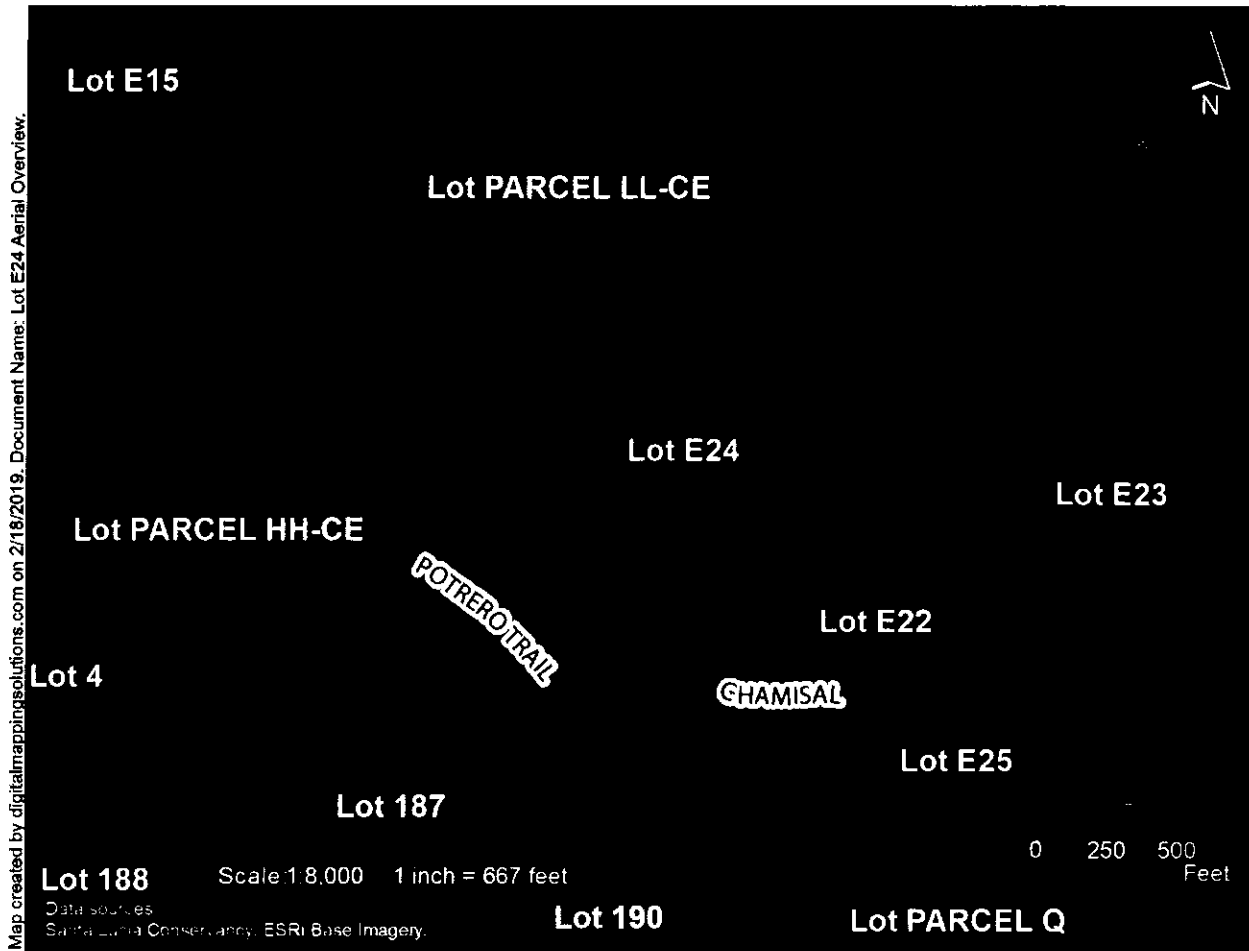 Lot E15
N
Lot PARCEL LL-CE
Lot E24
Lot E23
Lot PARCEL HH-CE
POTRERO TRAIL
Lot E22
Lot 4
CHAMISAL
Lot E25
Lot 187
0 250 500
Feet
Lot 188
Scale:1:8,000 1 inch = 667 feet
Data sources
Santa Lucia Conservancy, ESRI Base Imagery.
Lot 190
Lot PARCEL Q
Map created by digitalmappingsolutions.com on 2/18/2019. Document Name: Lot E24 Aerial Overview.